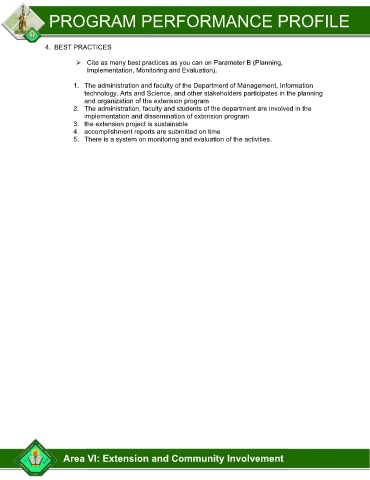 PROGRAM PERFORMANCE PROFILE
4. BEST PRACTICES
➢ Cite as many best practices as you can on Parameter B (Planning,
Implementation, Monitoring and Evaluation).
1. The administration and faculty of the Department of Management, Information
technology, Arts and Science, and other stakeholders participates in the planning
and organization of the extension program
2. The administration, faculty and students of the department are involved in the
implementation and dissemination of extension program
3. the extension project is sustainable
4. accomplishment reports are submitted on time
5. There is a system on monitoring and evaluation of the activities.
Area VI: Extension and Community Involvement